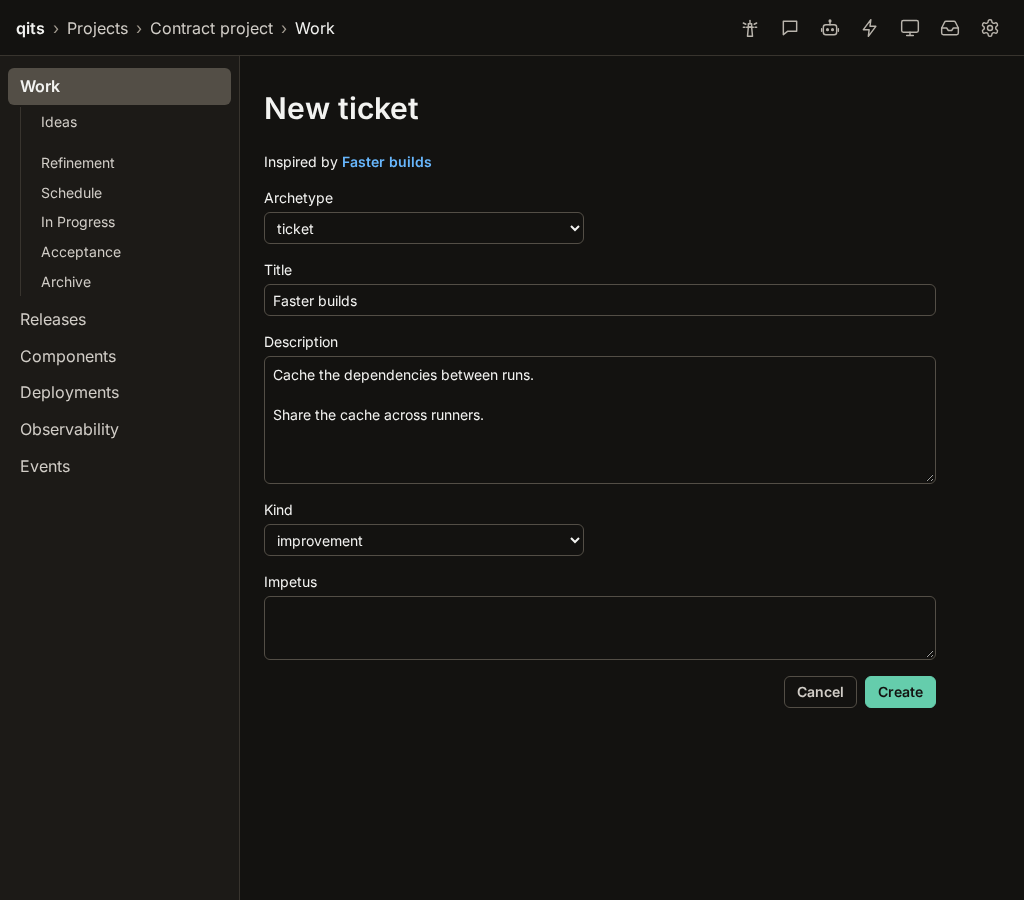 qits › Projects › Contract project › Work
Work
Ideas
Refinement
Schedule
In Progress
Acceptance
Archive
Releases
Components
Deployments
Observability
Events
New ticket
Inspired by Faster builds
Archetype
ticket
Title
Faster builds
Description
Cache the dependencies between runs.
Share the cache across runners.
Kind
improvement
Impetus
Cancel Create